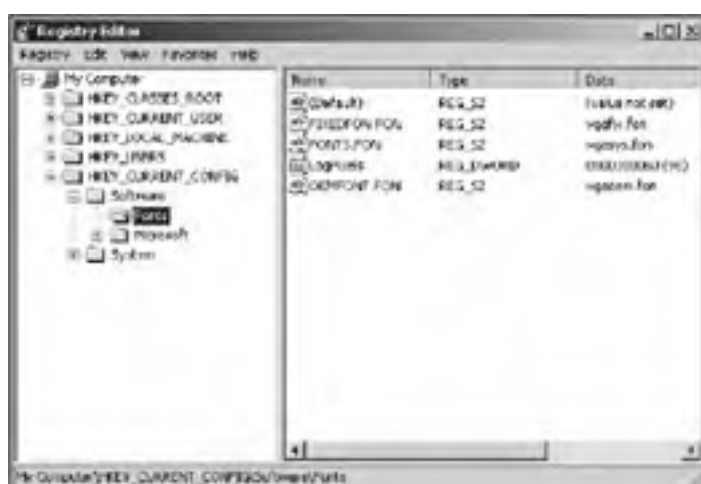 Registry Editor
Registry Edit View Favorites Help
My Computer
HKEY_CLASSES_ROOT
HKEY_CURRENT_USER
HKEY_LOCAL_MACHINE
HKEY_USERS
HKEY_CURRENT_CONFIG
Software
Fonts
Microsoft
System
Name Type Data
(Default) REG_SZ (value not set)
FIXEDFON.FON REG_SZ vgafix.fon
FONTS.FON REG_SZ vgasys.fon
LogPixels REG_DWORD
OEMFONT.FON REG_SZ vgaoem.fon
My Computer\HKEY_CURRENT_CONFIG\Software\Fonts